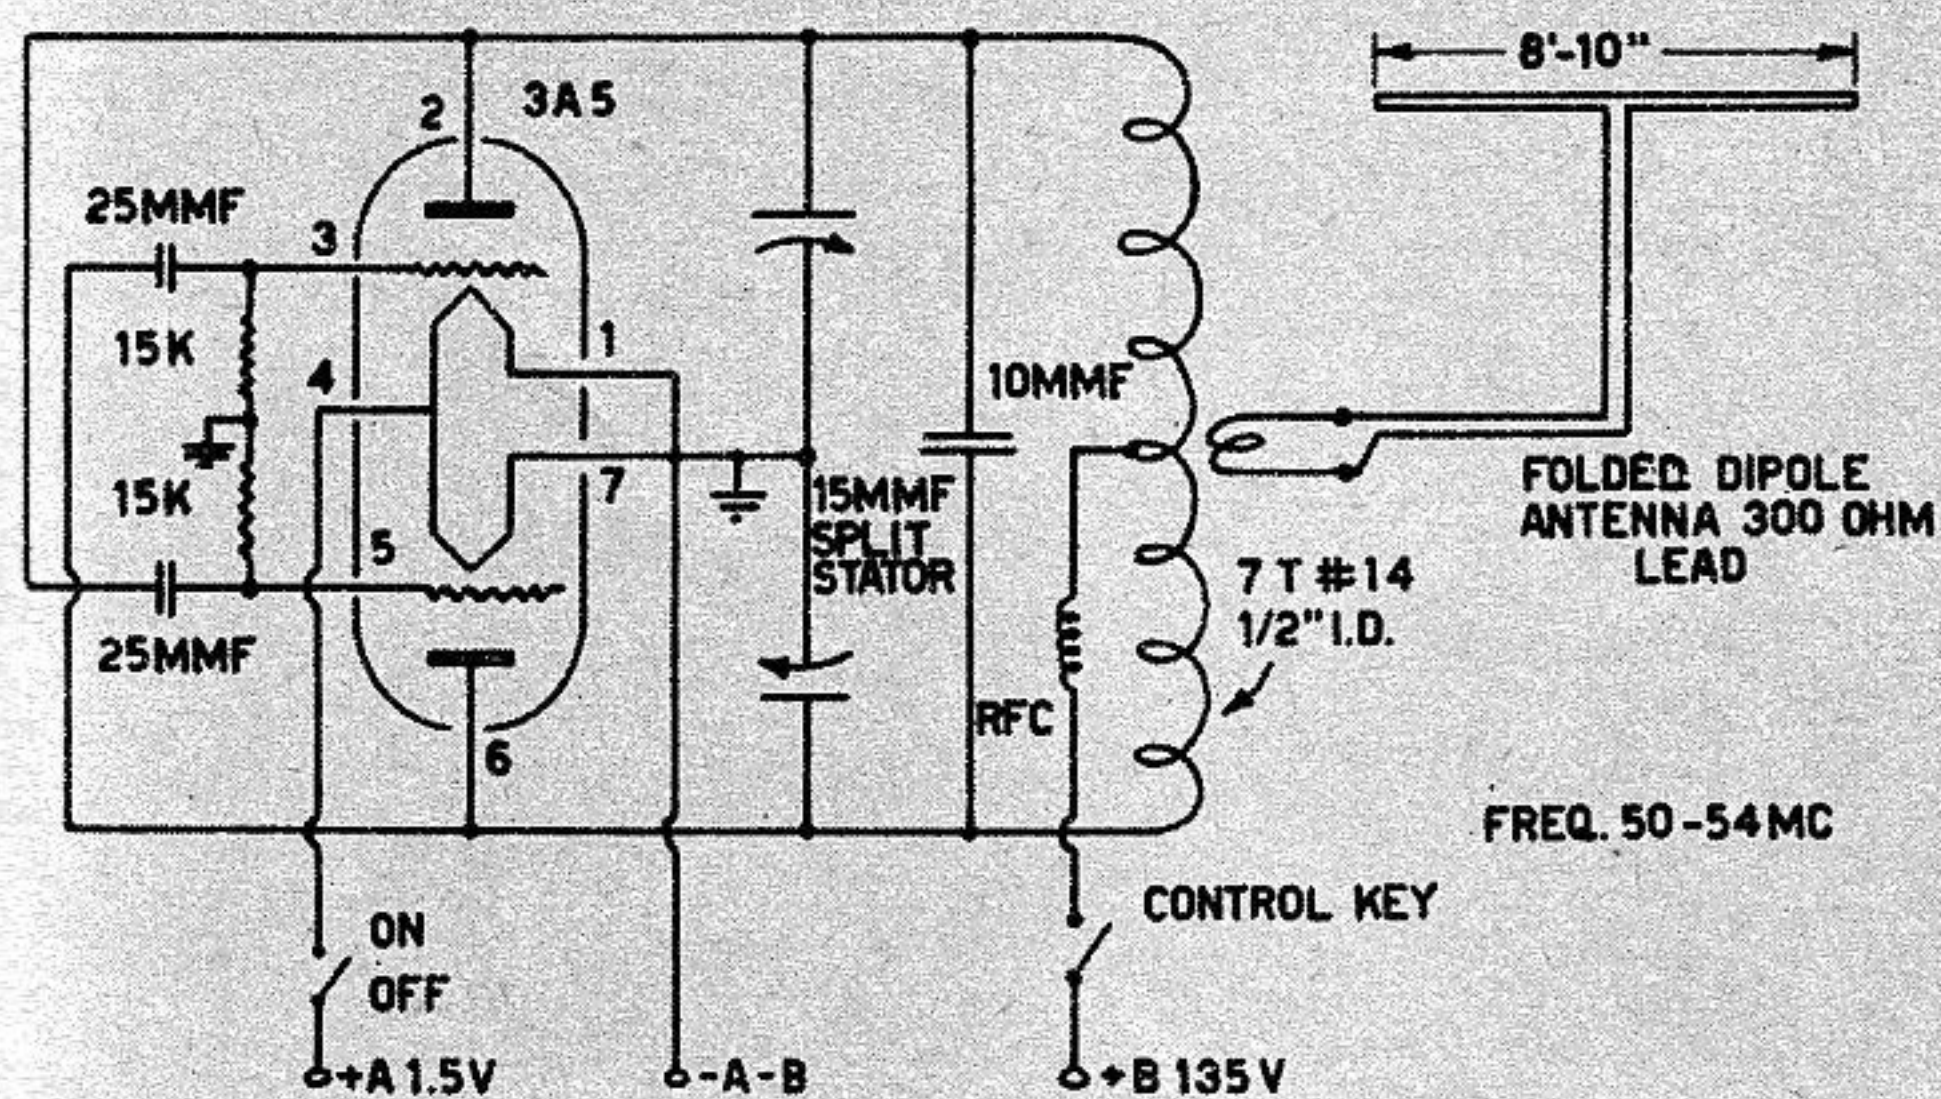 8'-10"
2
3A5
25MMF
3
15K
4
1
10MMF
15K
7
15MMF
SPLIT
STATOR
5
25MMF
6
RFC
7 T #14
1/2" I.D.
FOLDED DIPOLE
ANTENNA 300 OHM
LEAD
FREQ. 50-54 MC
ON
OFF
CONTROL KEY
+A 1.5V
-A-B
+B 135V